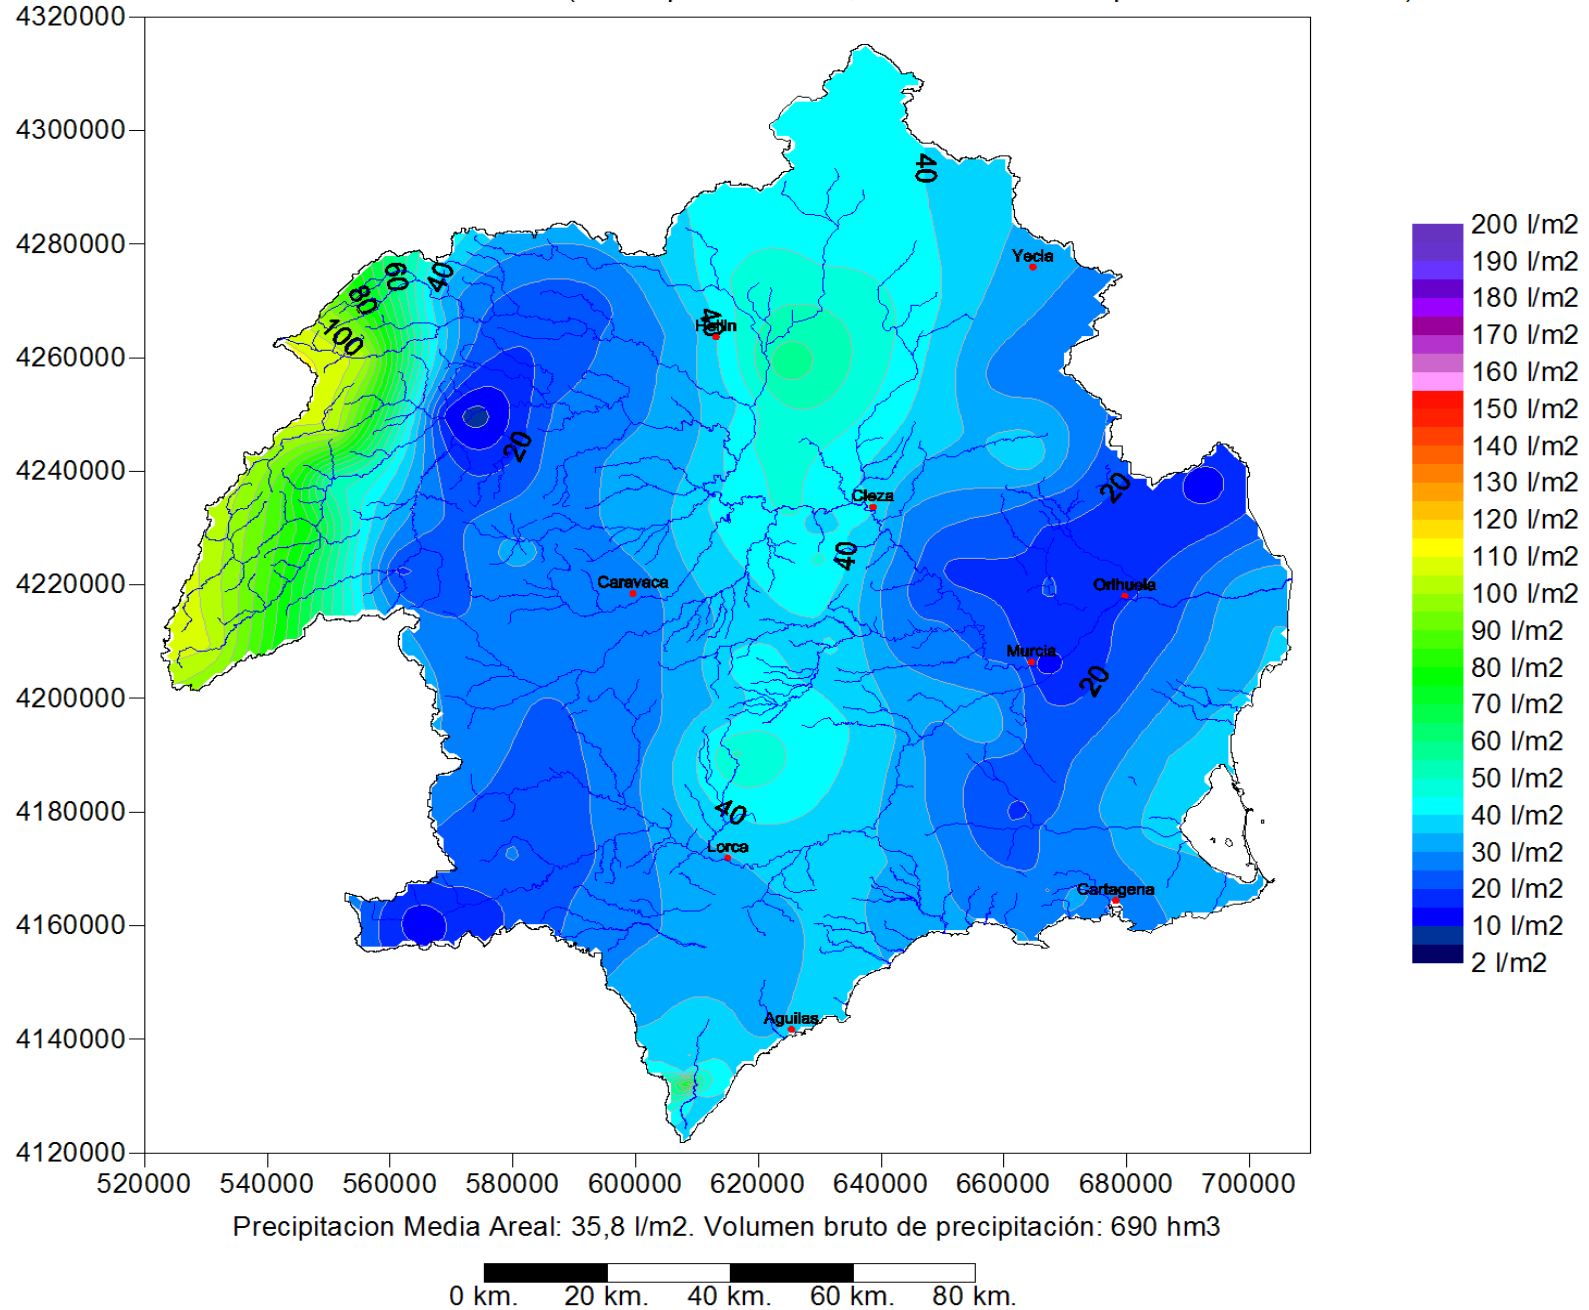 4320000
4300000
4280000
4260000
4240000
4220000
4200000
4180000
4160000
4140000
4120000
520000 540000 560000 580000 600000 620000 640000 660000 680000 700000
40
Yecla
60
40
80
100
40
Hellin
20
20
Cieza
40
Caravaca
Orihuela
Murcia
20
40
Lorca
Cartagena
Aguilas
200 l/m2
190 l/m2
180 l/m2
170 l/m2
160 l/m2
150 l/m2
140 l/m2
130 l/m2
120 l/m2
110 l/m2
100 l/m2
90 l/m2
80 l/m2
70 l/m2
60 l/m2
50 l/m2
40 l/m2
30 l/m2
20 l/m2
10 l/m2
2 l/m2
Precipitacion Media Areal: 35,8 l/m2. Volumen bruto de precipitación: 690 hm3
0 km. 20 km. 40 km. 60 km. 80 km.